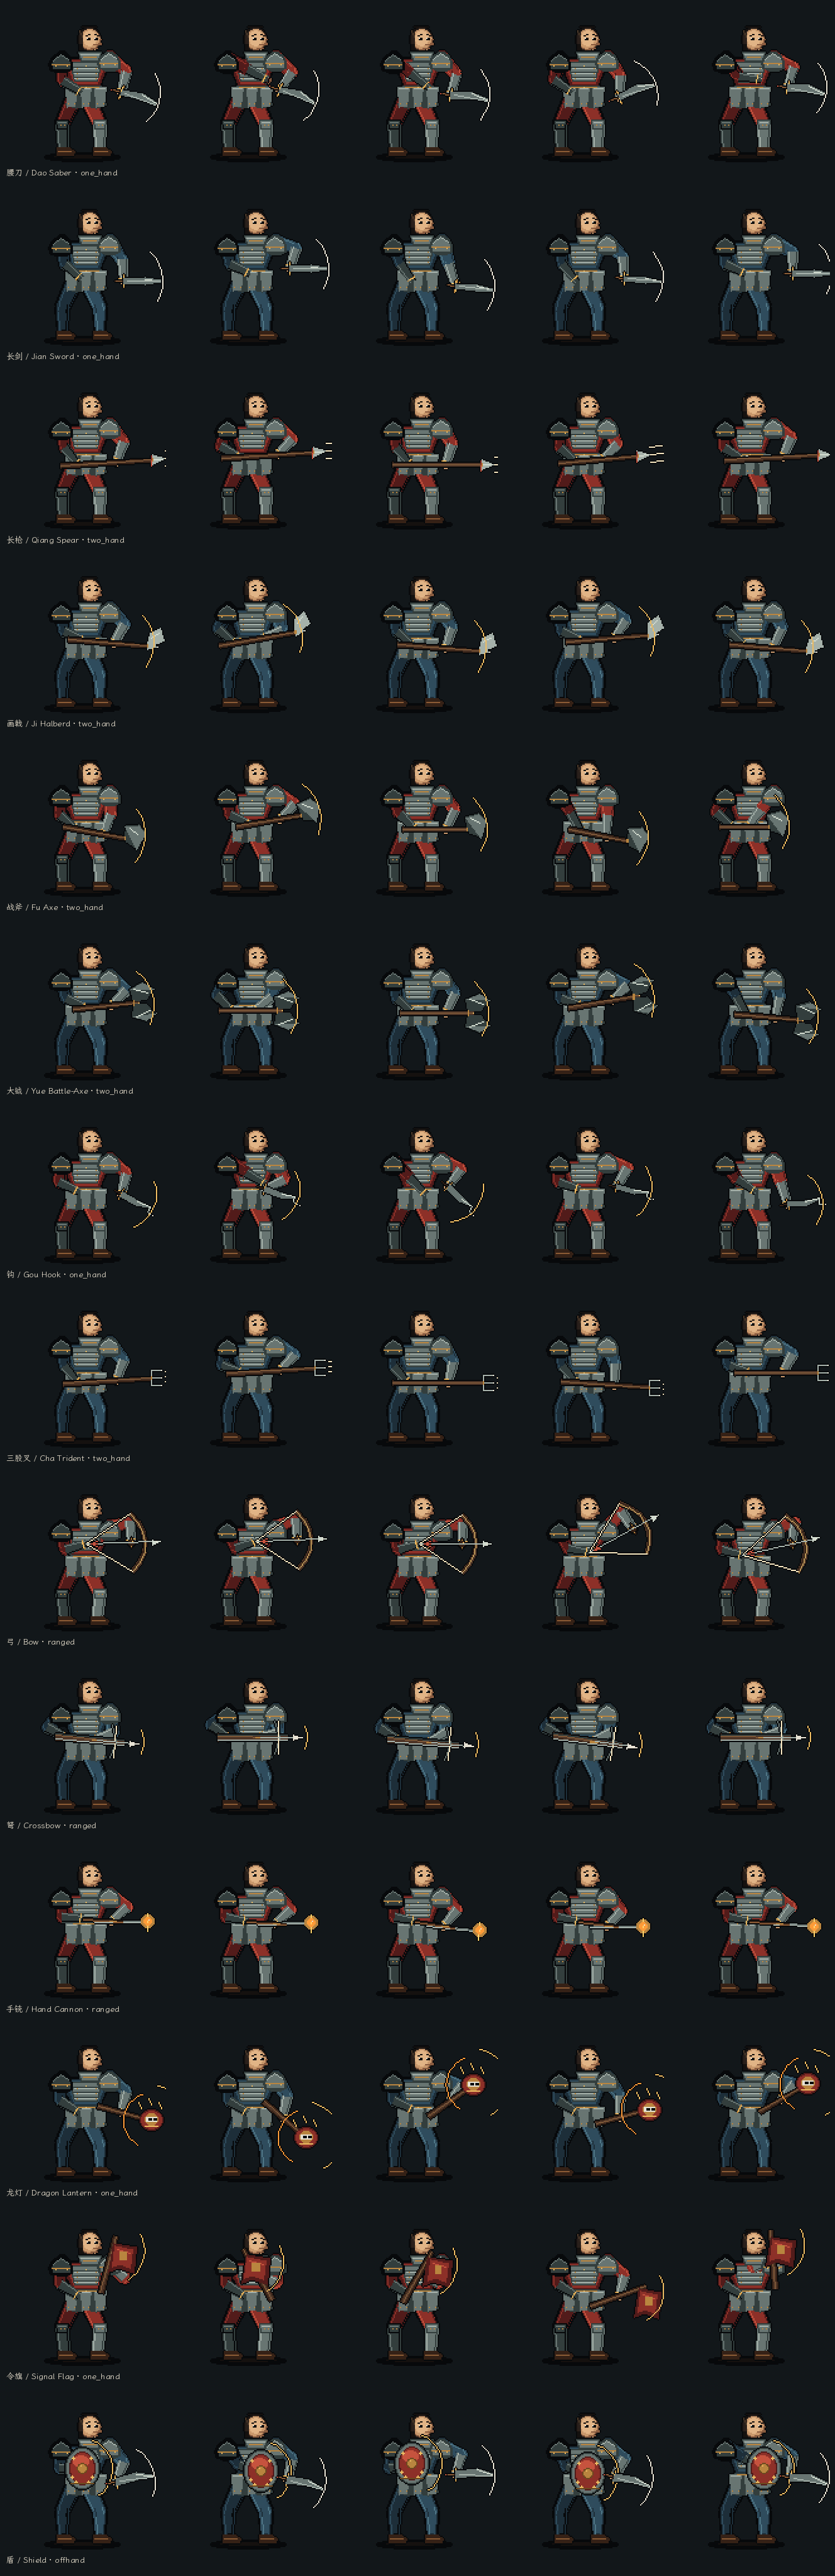 腰刀 / Dao Saber · one_hand
长剑 / Jian Sword · one_hand
长枪 / Qiang Spear · two_hand
画戟 / Ji Halberd · two_hand
战斧 / Fu Axe · two_hand
大钺 / Yue Battle-Axe · two_hand
钩 / Gou Hook · one_hand
三股叉 / Cha Trident · two_hand
弓 / Bow · ranged
弩 / Crossbow · ranged
手铳 / Hand Cannon · ranged
龙灯 / Dragon Lantern · one_hand
令旗 / Signal Flag · one_hand
盾 / Shield · offhand